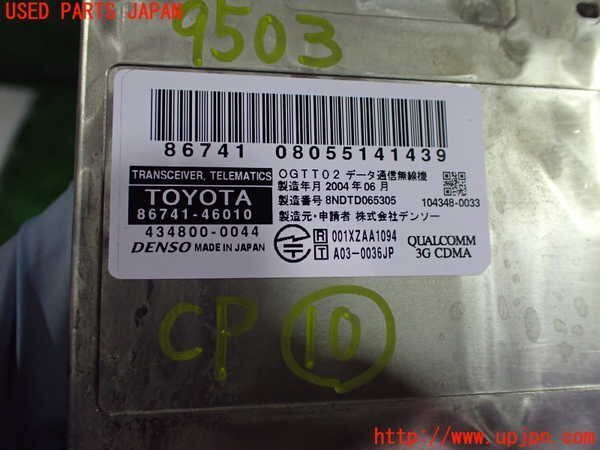 USED PARTS JAPAN
9503
86741 08055141439
TRANSCEIVER, TELEMATICS
TOYOTA
86741-46010
434800-0044
DENSO MADE IN JAPAN
OGTT02 データ通信無線機
製造年月 2004年06月
製造番号 8NDTD065305
104348-0033
製造元・申請者 株式会社デンソー
R 001XZAA1094
T A03-0036JP
QUALCOMM
3G CDMA
CP 10
http://www.upjpn.com/